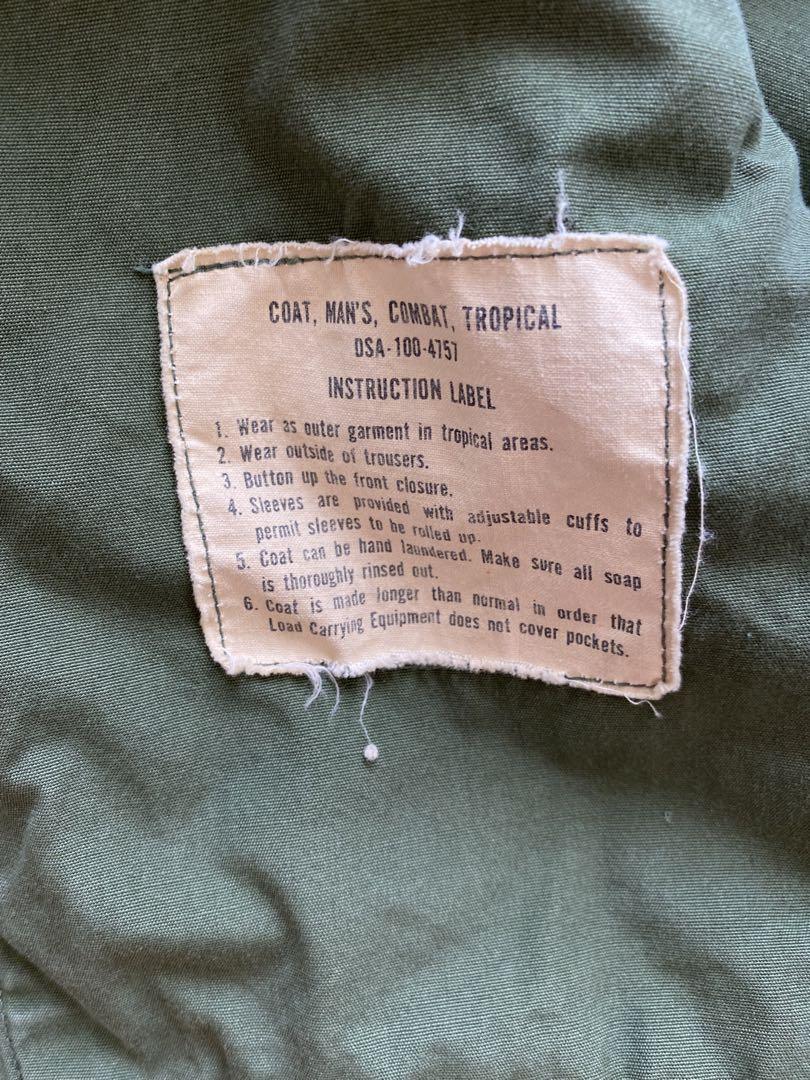 COAT, MAN'S, COMBAT, TROPICAL
DSA-100-4757
INSTRUCTION LABEL
1. Wear as outer garment in tropical areas.
2. Wear outside of trousers.
3. Button up the front closure.
4. Sleeves are provided with adjustable cuffs to
permit sleeves to be rolled up.
5. Coat can be hand laundered. Make sure all soap
is thoroughly rinsed out.
6. Coat is made longer than normal in order that
Load Carrying Equipment does not cover pockets.